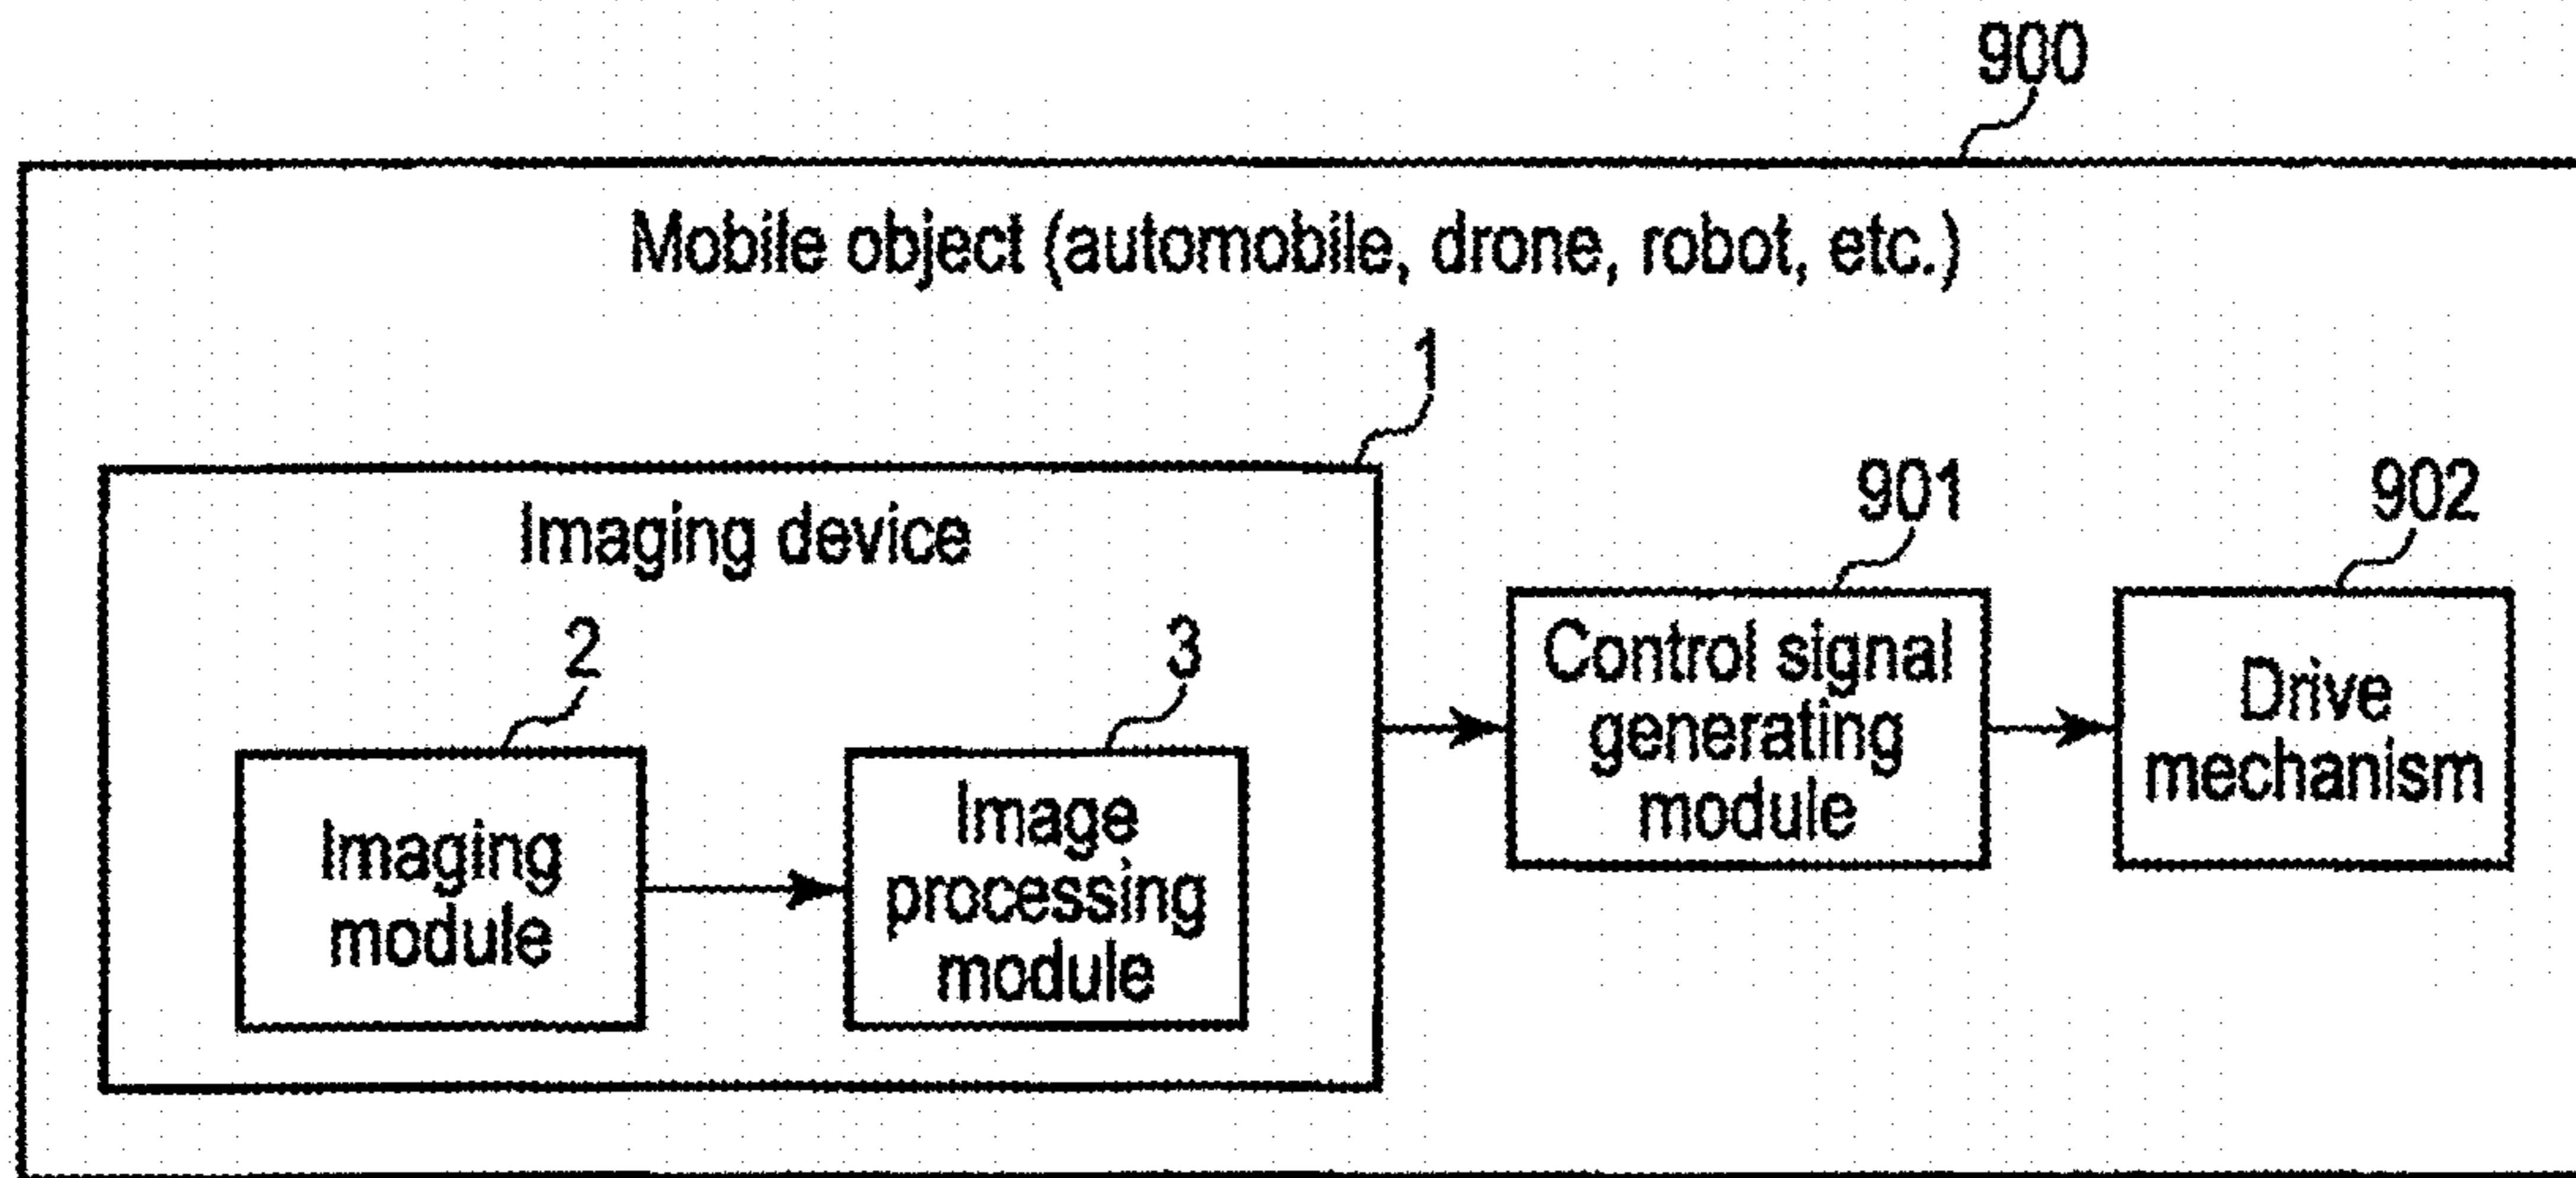 900
Mobile object (automobile, drone, robot, etc.)
1
Imaging device
901
902
2
3
Control signal
generating
module
Drive
mechanism
Imaging
module
Image
processing
module